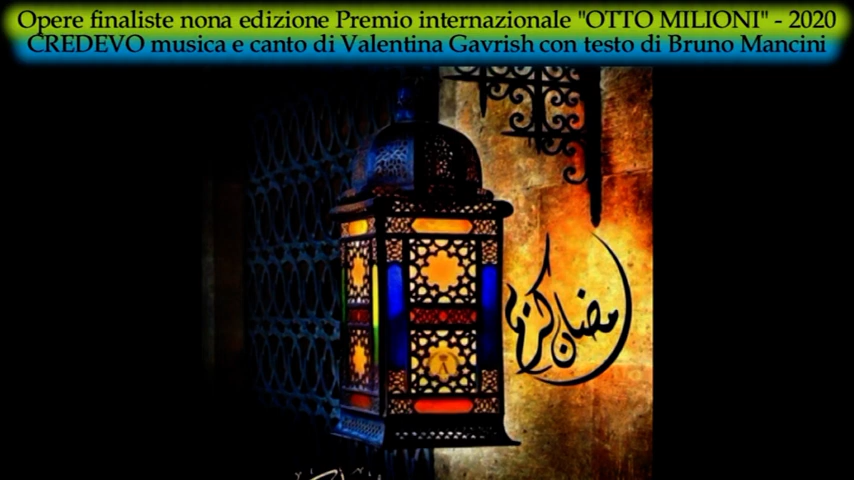 Opere finaliste nona edizione Premio internazionale "OTTO MILIONI" - 2020
CREDEVO musica e canto di Valentina Gavrish con testo di Bruno Mancini
رمضان كريم